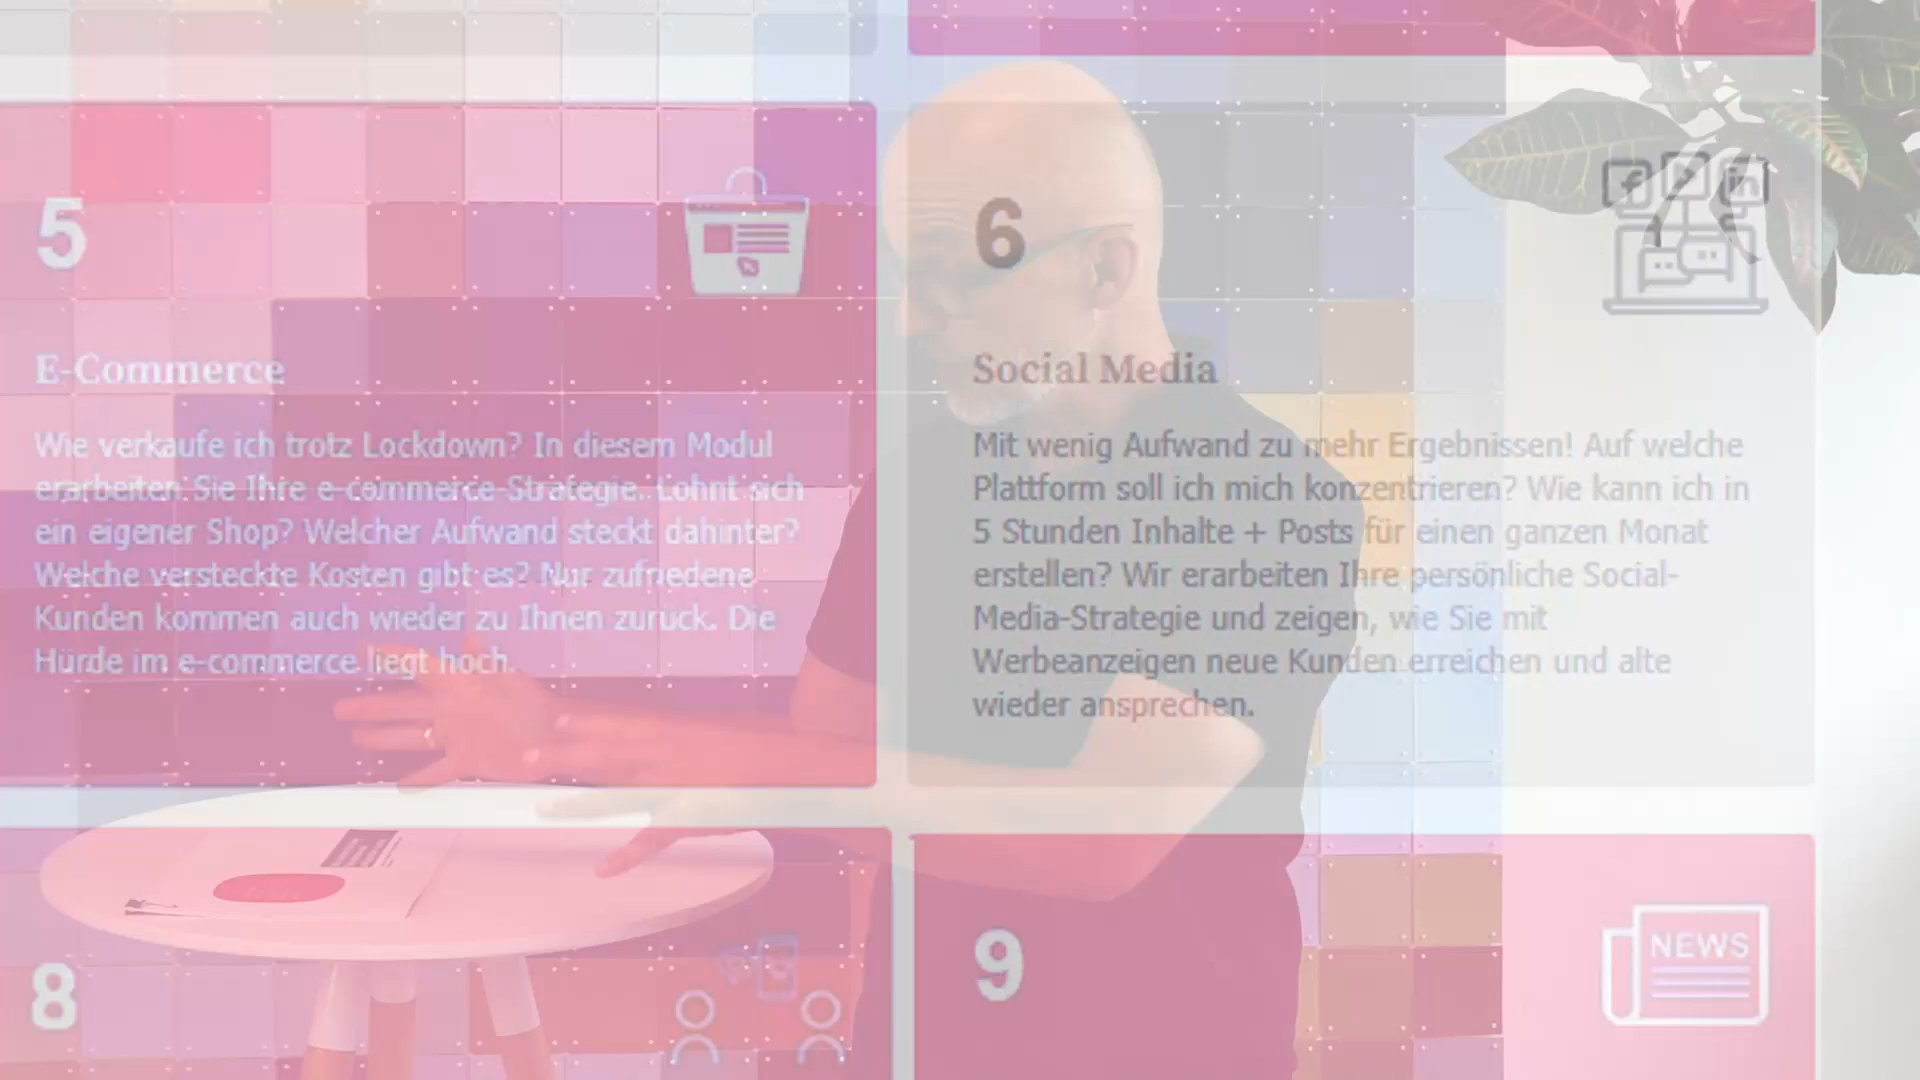 5
E-Commerce
Wie verkaufe ich trotz Lockdown? In diesem Modul
erarbeiten Sie Ihre e-commerce-Strategie. Lohnt sich
ein eigener Shop? Welcher Aufwand steckt dahinter?
Welche versteckte Kosten gibt es? Nur zufriedene
Kunden kommen auch wieder zu Ihnen zurück. Die
Hürde im e-commerce liegt hoch.
6
Social Media
Mit wenig Aufwand zu mehr Ergebnissen! Auf welche
Plattform soll ich mich konzentrieren? Wie kann ich in
5 Stunden Inhalte + Posts für einen ganzen Monat
erstellen? Wir erarbeiten Ihre persönliche Social-
Media-Strategie und zeigen, wie Sie mit
Werbeanzeigen neue Kunden erreichen und alte
wieder ansprechen.
8
9
NEWS